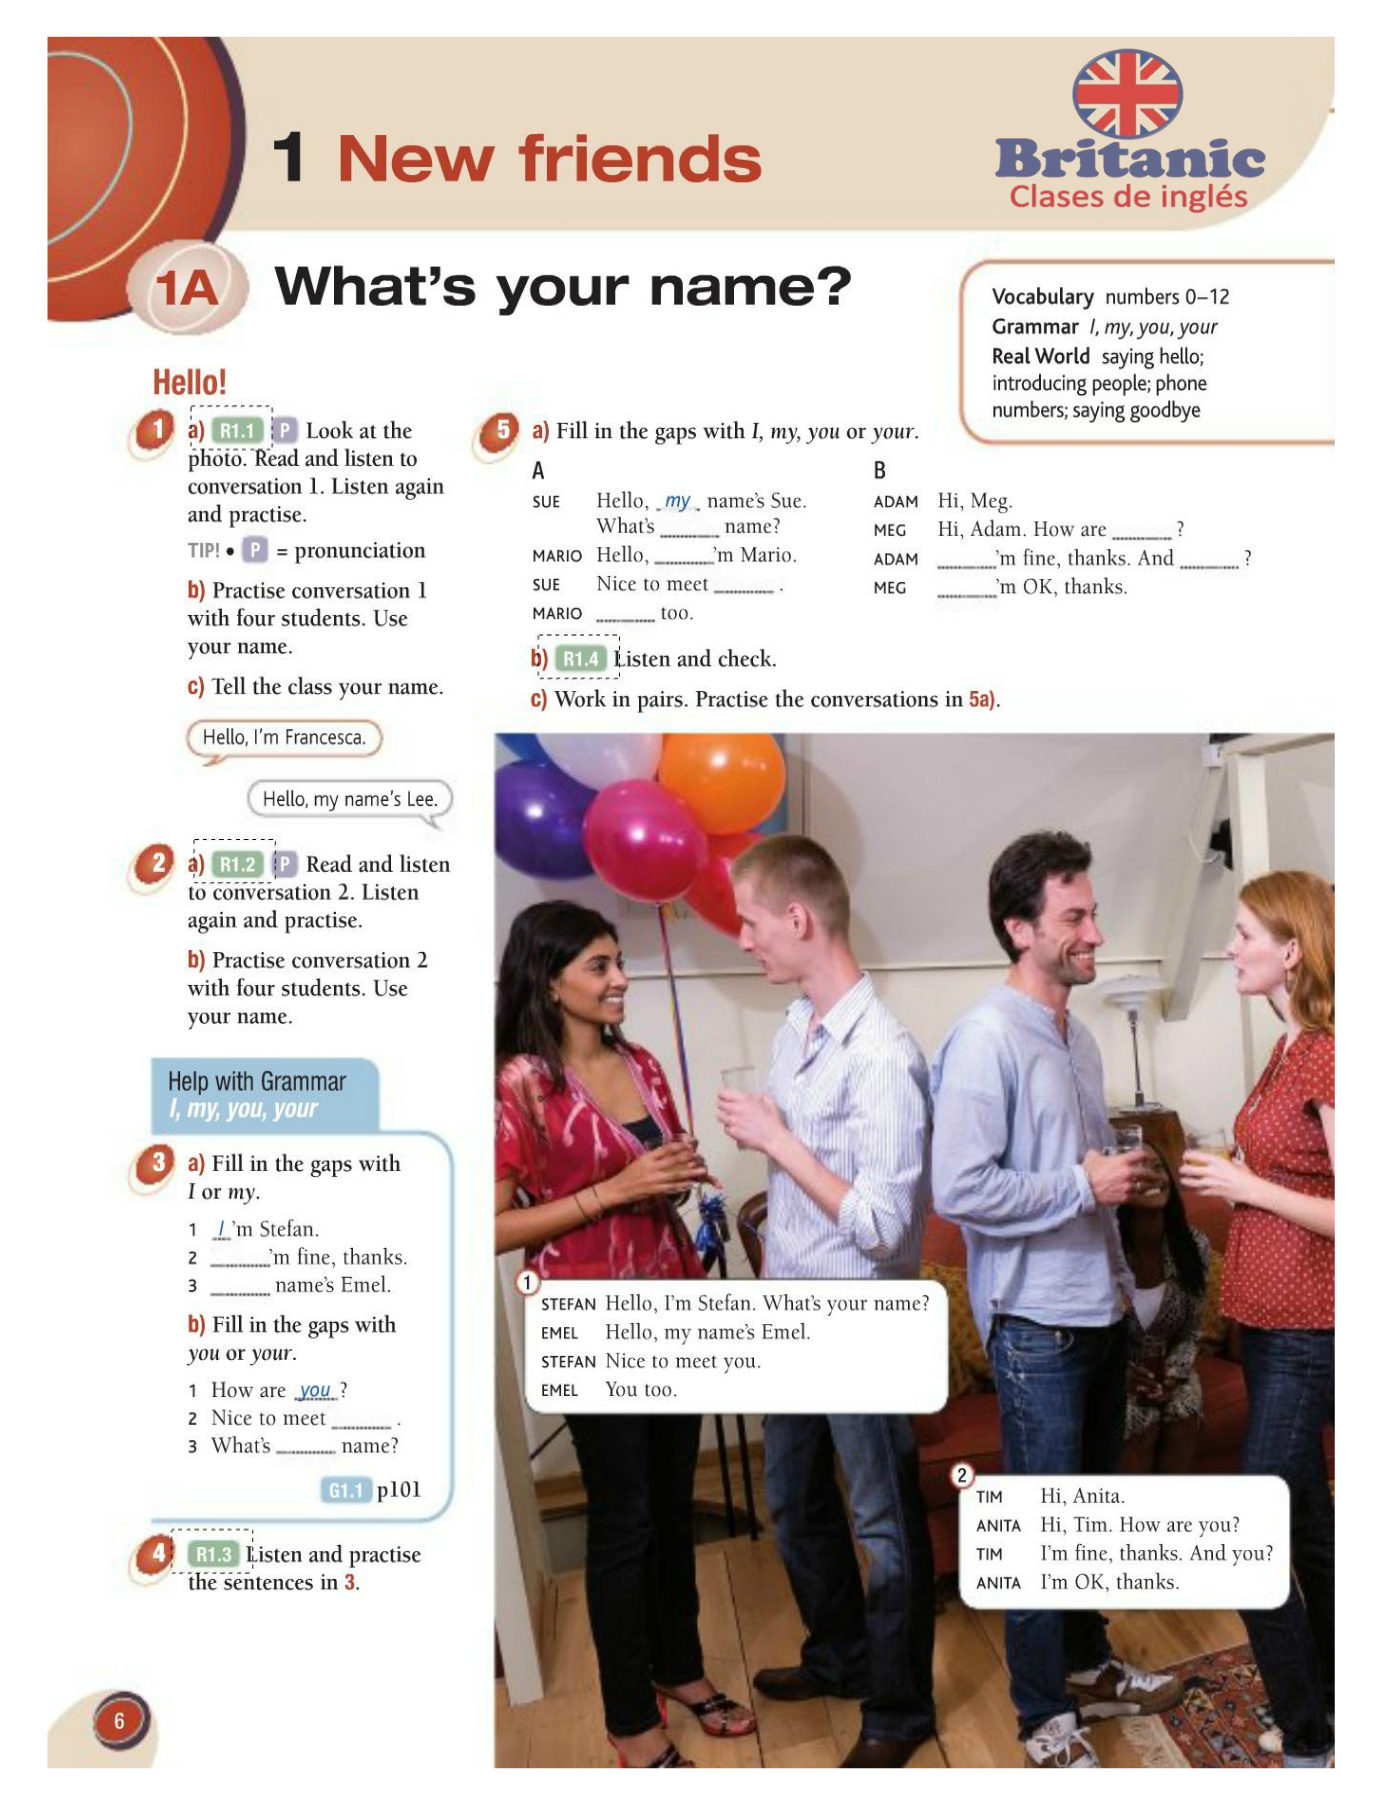 1 New friends
Britanic
Clases de inglés
1A What's your name?
Vocabulary numbers 0–12
Grammar I, my, you, your
Real World saying hello;
introducing people; phone
numbers; saying goodbye
Hello!
1 a) R1.1 P Look at the
photo. Read and listen to
conversation 1. Listen again
and practise.
TIP! • P = pronunciation
b) Practise conversation 1
with four students. Use
your name.
c) Tell the class your name.
Hello, I'm Francesca.
Hello, my name's Lee.
2 a) R1.2 P Read and listen
to conversation 2. Listen
again and practise.
b) Practise conversation 2
with four students. Use
your name.
Help with Grammar
I, my, you, your
3 a) Fill in the gaps with
I or my.
1 I 'm Stefan.
2 ______'m fine, thanks.
3 ______ name's Emel.
b) Fill in the gaps with
you or your.
1 How are you ?
2 Nice to meet ______ .
3 What's ______ name?
G1.1 p101
4 R1.3 Listen and practise
the sentences in 3.
5 a) Fill in the gaps with I, my, you or your.
A
SUE Hello, my name's Sue.
What's ______ name?
MARIO Hello, ______'m Mario.
SUE Nice to meet ______ .
MARIO ______ too.
B
ADAM Hi, Meg.
MEG Hi, Adam. How are ______ ?
ADAM ______'m fine, thanks. And ______ ?
MEG ______'m OK, thanks.
b) R1.4 Listen and check.
c) Work in pairs. Practise the conversations in 5a).
1
STEFAN Hello, I'm Stefan. What's your name?
EMEL Hello, my name's Emel.
STEFAN Nice to meet you.
EMEL You too.
2
TIM Hi, Anita.
ANITA Hi, Tim. How are you?
TIM I'm fine, thanks. And you?
ANITA I'm OK, thanks.
6